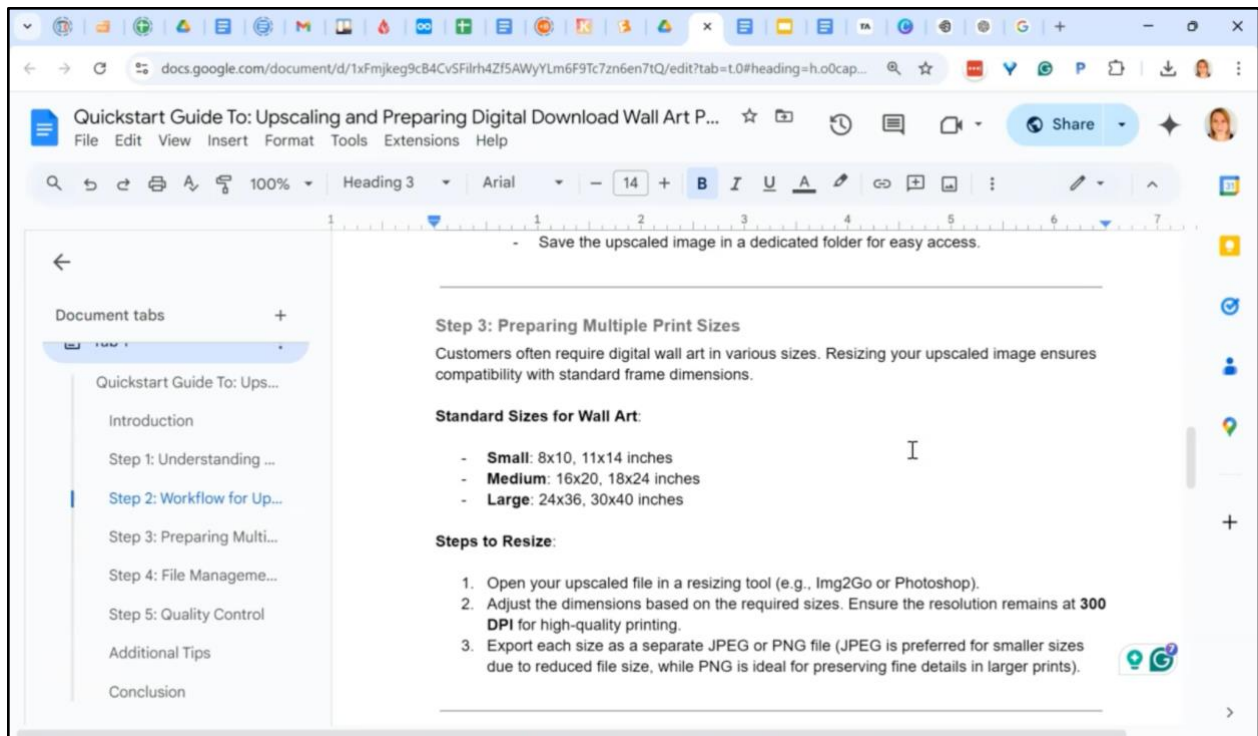 docs.google.com/document/d/1xFmjkeg9cB4CvSFilrh4Zf5AWyYLm6F9Tc7zn6en7tQ/edit?tab=t.0#heading=h.o0cap...
Quickstart Guide To: Upscaling and Preparing Digital Download Wall Art P...
Share
File Edit View Insert Format Tools Extensions Help
100% Heading 3 Arial 14 B I U A
1 1 2 3 4 5 6 7
- Save the upscaled image in a dedicated folder for easy access.
Document tabs
Quickstart Guide To: Ups...
Introduction
Step 1: Understanding ...
Step 2: Workflow for Up...
Step 3: Preparing Multi...
Step 4: File Manageme...
Step 5: Quality Control
Additional Tips
Conclusion
Step 3: Preparing Multiple Print Sizes
Customers often require digital wall art in various sizes. Resizing your upscaled image ensures
compatibility with standard frame dimensions.
Standard Sizes for Wall Art:
- Small: 8x10, 11x14 inches
- Medium: 16x20, 18x24 inches
- Large: 24x36, 30x40 inches
Steps to Resize:
1. Open your upscaled file in a resizing tool (e.g., Img2Go or Photoshop).
2. Adjust the dimensions based on the required sizes. Ensure the resolution remains at 300
DPI for high-quality printing.
3. Export each size as a separate JPEG or PNG file (JPEG is preferred for smaller sizes
due to reduced file size, while PNG is ideal for preserving fine details in larger prints).